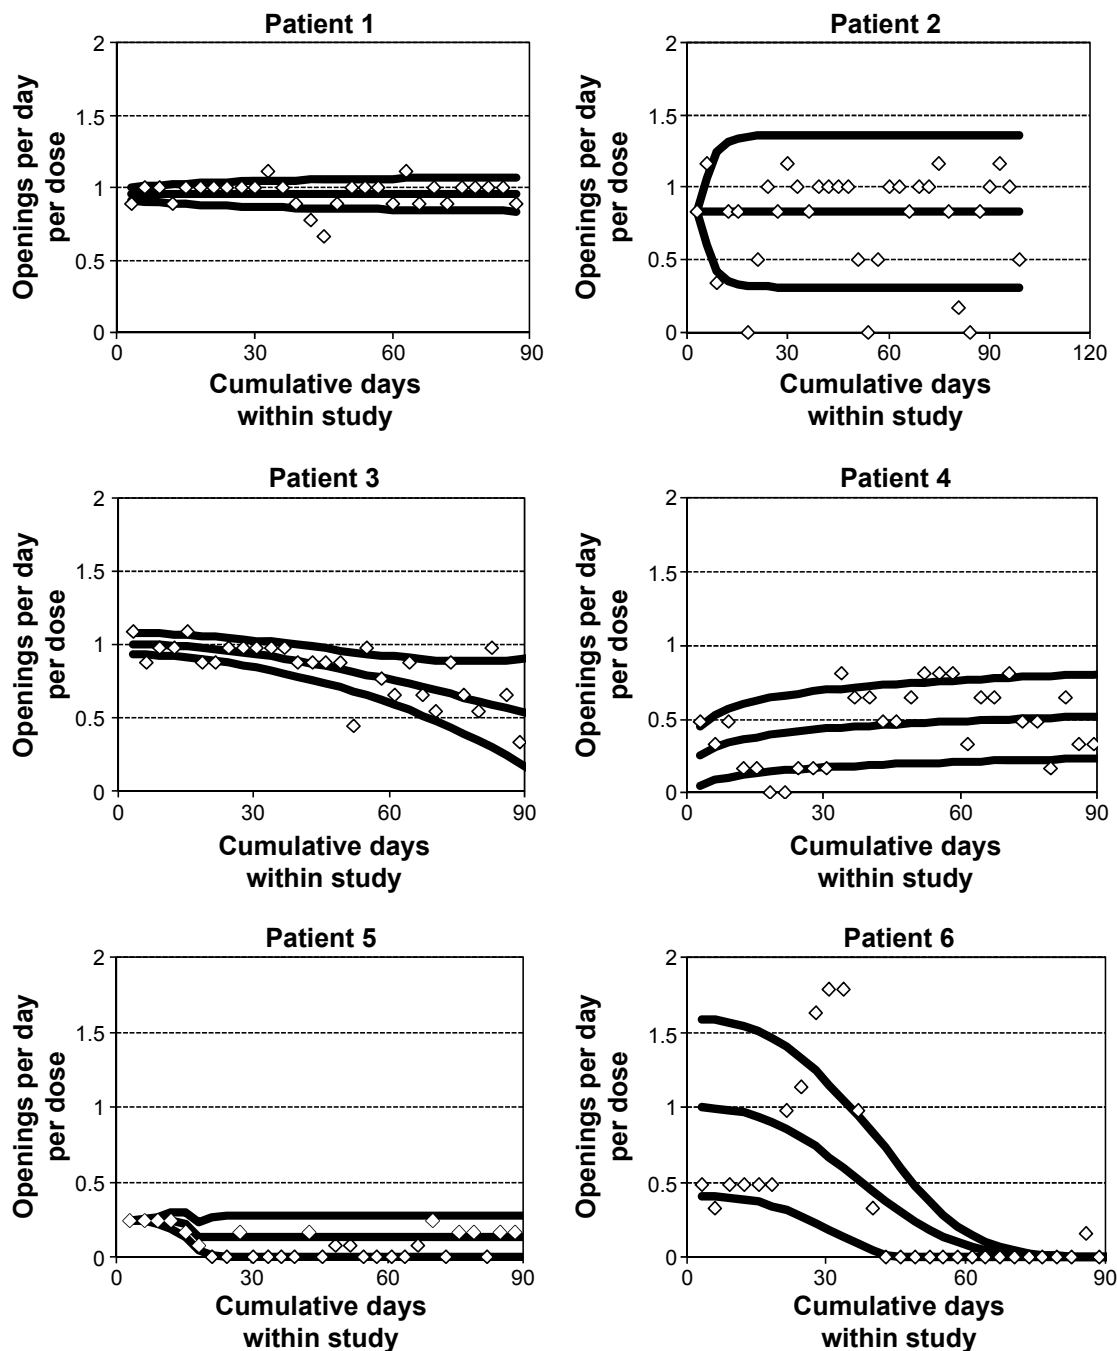 Patient 1
2
1.5
1
0.5
0
0 30 60 90
Openings per day
per dose
Cumulative days
within study
Patient 2
2
1.5
1
0.5
0
0 30 60 90 120
Openings per day
per dose
Cumulative days
within study
Patient 3
2
1.5
1
0.5
0
0 30 60 90
Openings per day
per dose
Cumulative days
within study
Patient 4
2
1.5
1
0.5
0
0 30 60 90
Openings per day
per dose
Cumulative days
within study
Patient 5
2
1.5
1
0.5
0
0 30 60 90
Openings per day
per dose
Cumulative days
within study
Patient 6
2
1.5
1
0.5
0
0 30 60 90
Openings per day
per dose
Cumulative days
within study